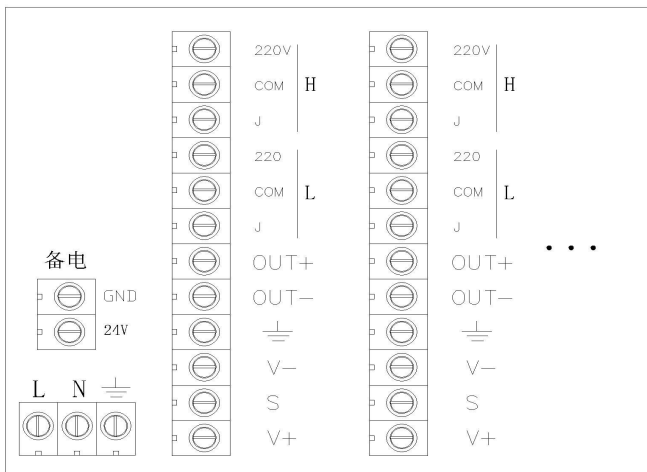 220V 220V
COM H COM H
J J
220 220
COM L COM L
J J
OUT+ OUT+
备电
OUT− OUT−
GND
24V
V− V−
L N
S S
V+ V+